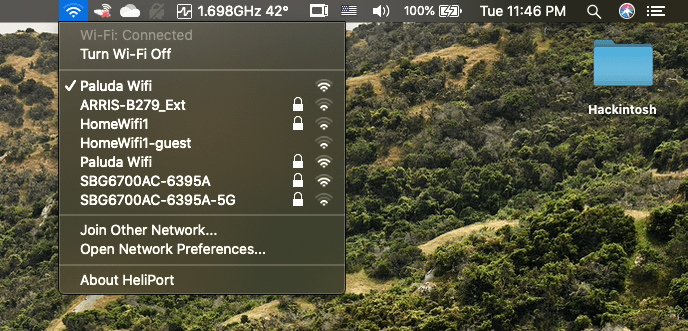 1.698GHz 42° 100% Tue 11:46 PM
Wi-Fi: Connected
Turn Wi-Fi Off
Paluda Wifi
ARRIS-B279_Ext
HomeWifi1
HomeWifi1-guest
Paluda Wifi
SBG6700AC-6395A
SBG6700AC-6395A-5G
Join Other Network...
Open Network Preferences...
About HeliPort
Hackintosh